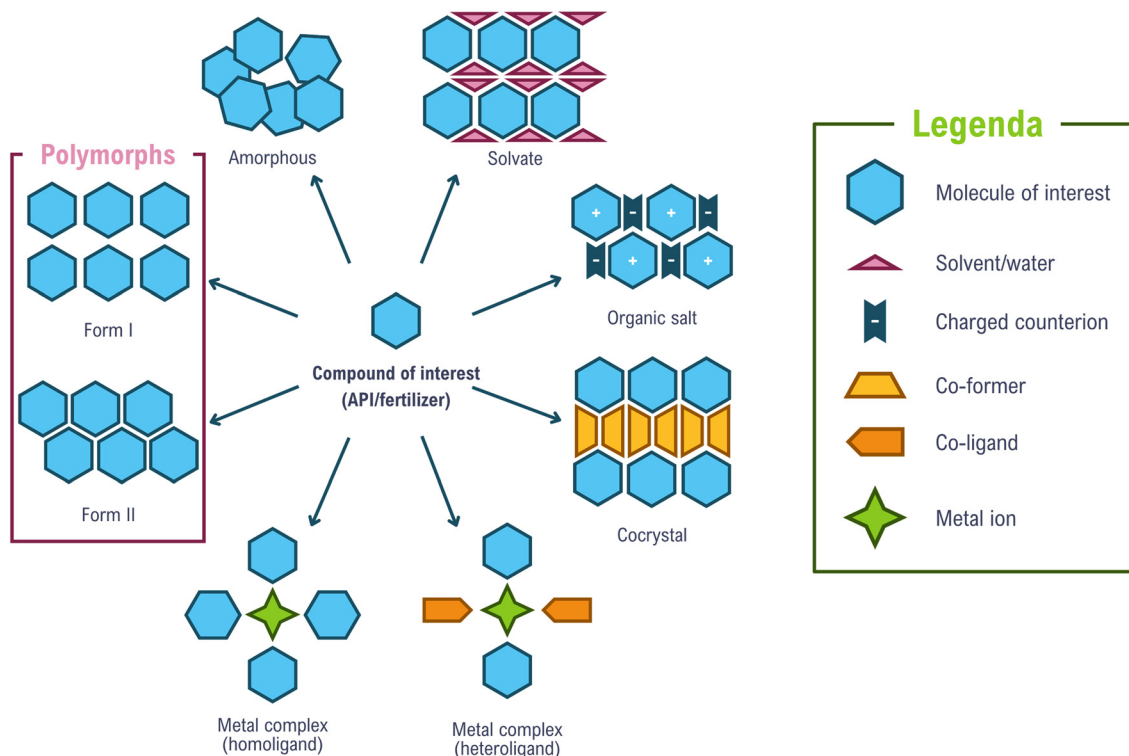 Amorphous
Solvate
Polymorphs
Form I
Form II
+ - + -
- + - +
Organic salt
Compound of interest
(API/fertilizer)
Cocrystal
Metal complex
(homoligand)
Metal complex
(heteroligand)
Legenda
Molecule of interest
Solvent/water
- Charged counterion
Co-former
Co-ligand
Metal ion